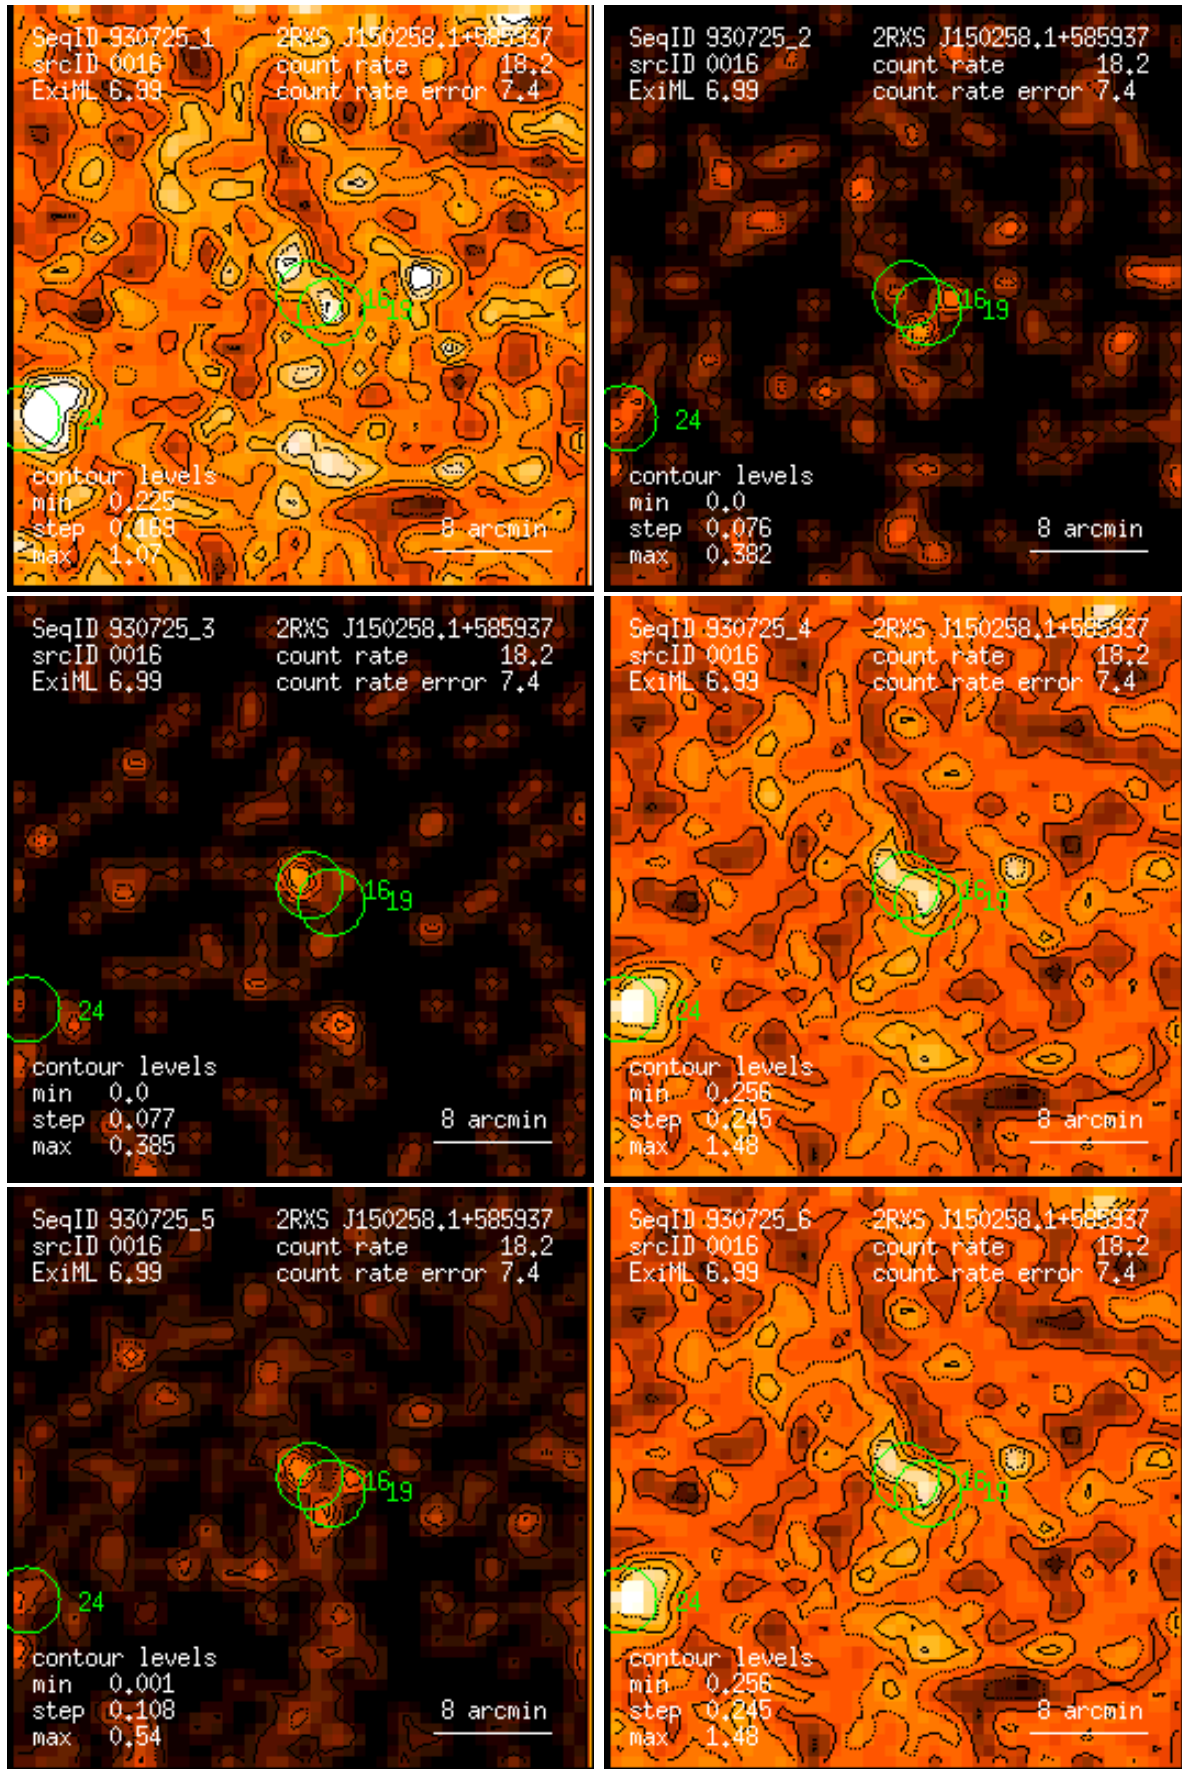 SeqID 930725_1 2RXS J150258.1+585937
srcID 0016 count rate 18.2
ExiML 6.99 count rate error 7.4
16 19
24
contour levels
min 0.225
step 0.169 8 arcmin
max 1.07
SeqID 930725_2 2RXS J150258.1+585937
srcID 0016 count rate 18.2
ExiML 6.99 count rate error 7.4
16 19
24
contour levels
min 0.0
step 0.076 8 arcmin
max 0.382
SeqID 930725_3 2RXS J150258.1+585937
srcID 0016 count rate 18.2
ExiML 6.99 count rate error 7.4
16 19
24
contour levels
min 0.0
step 0.077 8 arcmin
max 0.385
SeqID 930725_4 2RXS J150258.1+585937
srcID 0016 count rate 18.2
ExiML 6.99 count rate error 7.4
16 19
24
contour levels
min 0.256
step 0.245 8 arcmin
max 1.48
SeqID 930725_5 2RXS J150258.1+585937
srcID 0016 count rate 18.2
ExiML 6.99 count rate error 7.4
16 19
24
contour levels
min 0.001
step 0.108 8 arcmin
max 0.54
SeqID 930725_6 2RXS J150258.1+585937
srcID 0016 count rate 18.2
ExiML 6.99 count rate error 7.4
16 19
24
contour levels
min 0.256
step 0.245 8 arcmin
max 1.48